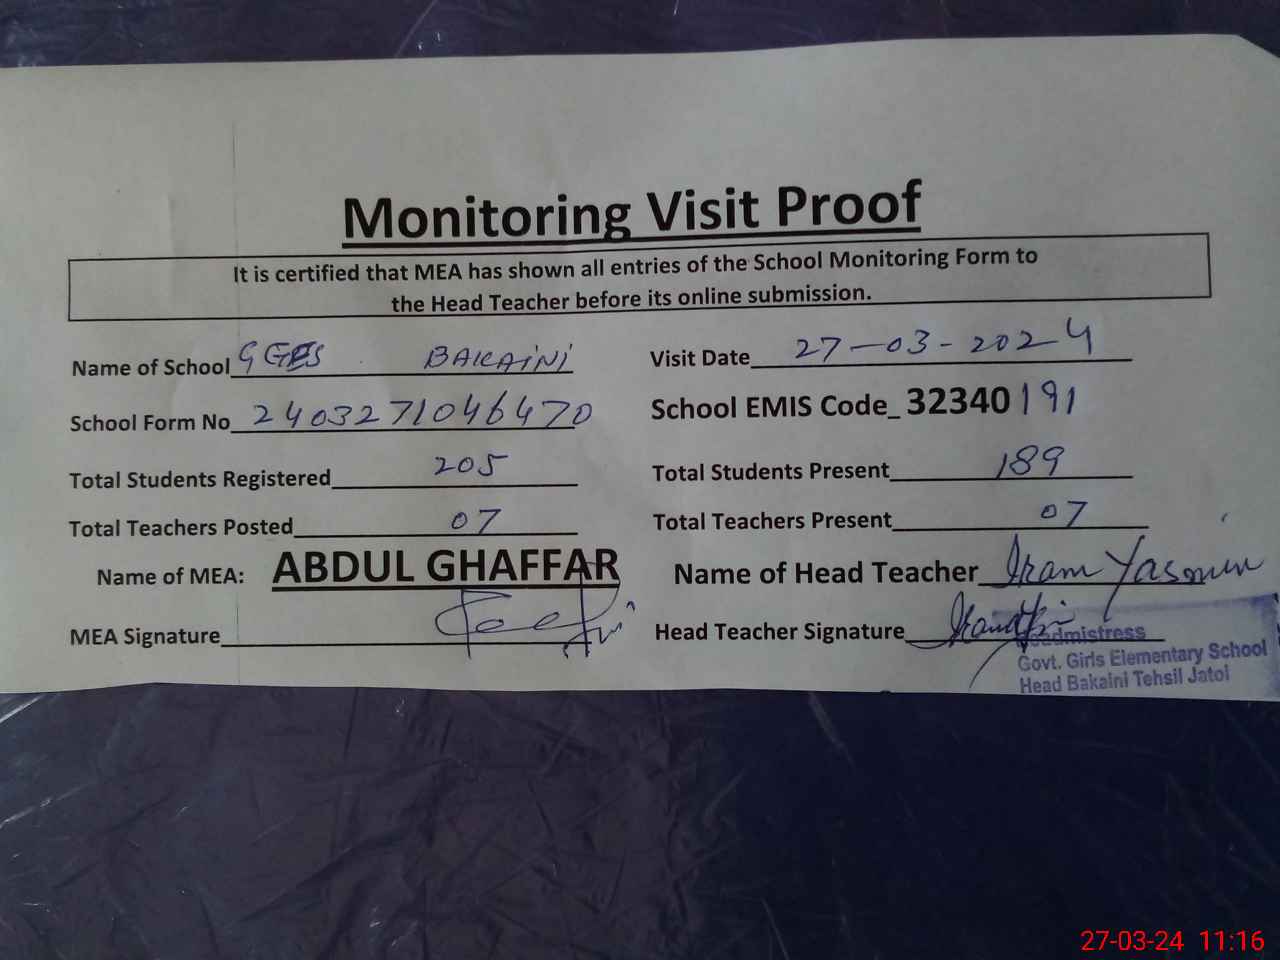 Monitoring Visit Proof
It is certified that MEA has shown all entries of the School Monitoring Form to
the Head Teacher before its online submission.
Name of School GGES BAKAINI
Visit Date 27-03-2024
School Form No 2403271046470
School EMIS Code_ 32340191
Total Students Registered 205
Total Students Present 189
Total Teachers Posted 07
Total Teachers Present 07
Name of MEA: ABDUL GHAFFAR
Name of Head Teacher Iram Yasmin
MEA Signature
Head Teacher Signature
Headmistress
Govt. Girls Elementary School
Head Bakaini Tehsil Jatoi
27-03-24 11:16